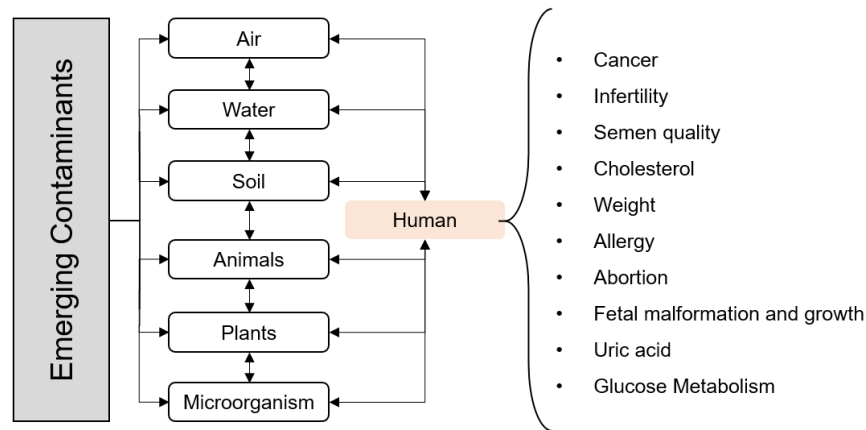 Emerging Contaminants
Air
Water
Soil
Animals
Plants
Microorganism
Human
• Cancer
• Infertility
• Semen quality
• Cholesterol
• Weight
• Allergy
• Abortion
• Fetal malformation and growth
• Uric acid
• Glucose Metabolism